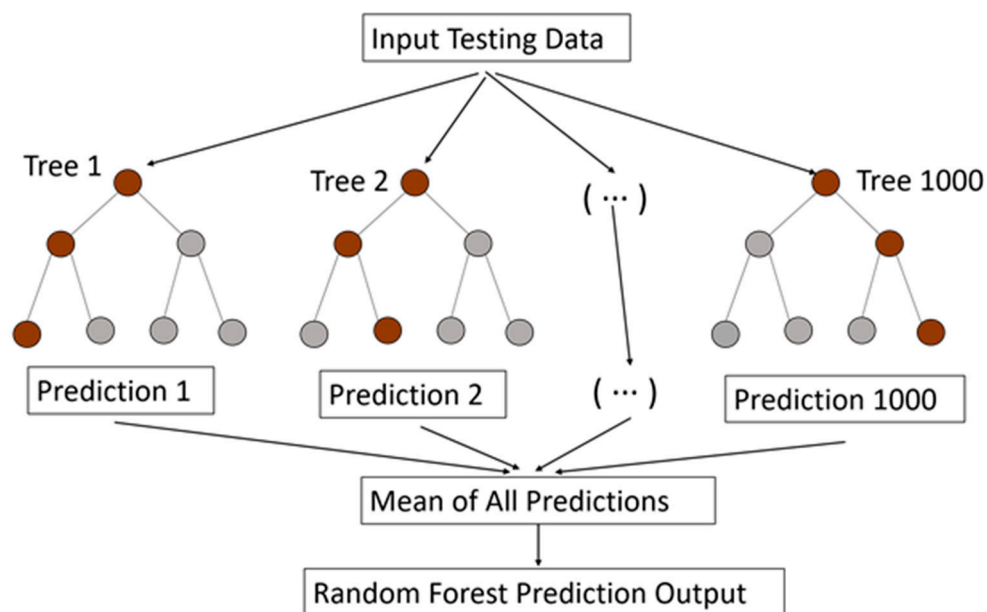 Input Testing Data
Tree 1
Tree 2
( ... )
Tree 1000
Prediction 1
Prediction 2
( ... )
Prediction 1000
Mean of All Predictions
Random Forest Prediction Output